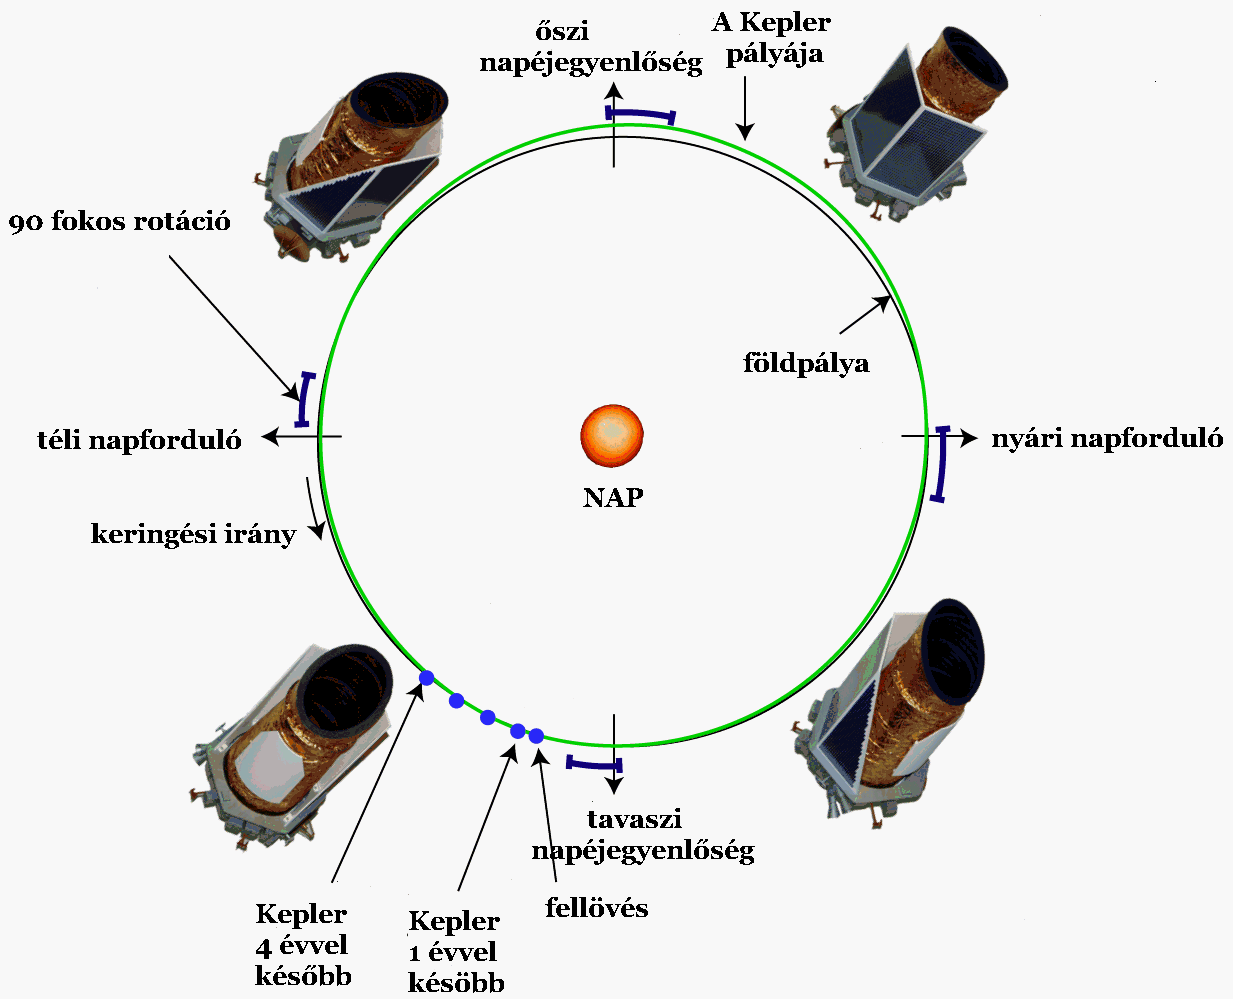 őszi
napéjegyenlőség
A Kepler
pályája
90 fokos rotáció
földpálya
téli napforduló
nyári napforduló
NAP
keringési irány
tavaszi
napéjegyenlőség
fellövés
Kepler
4 évvel
később
Kepler
1 évvel
késöbb